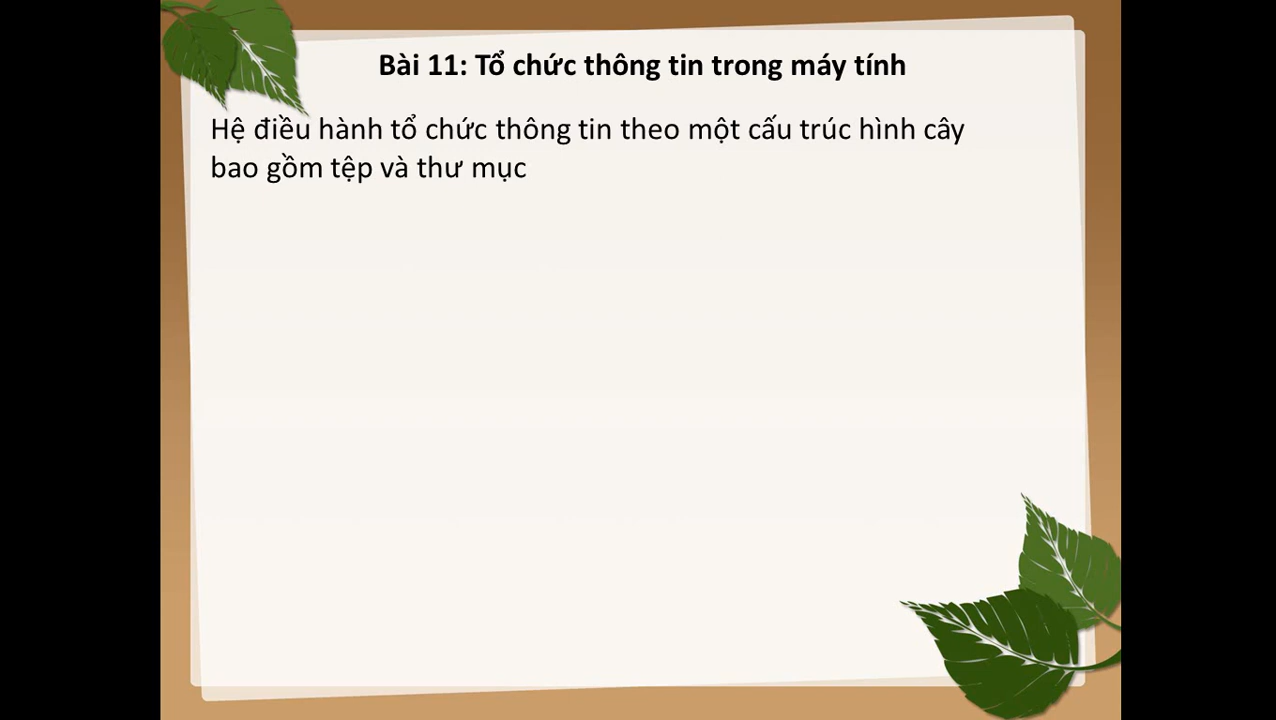 Bài 11: Tổ chức thông tin trong máy tính
Hệ điều hành tổ chức thông tin theo một cấu trúc hình cây
bao gồm tệp và thư mục